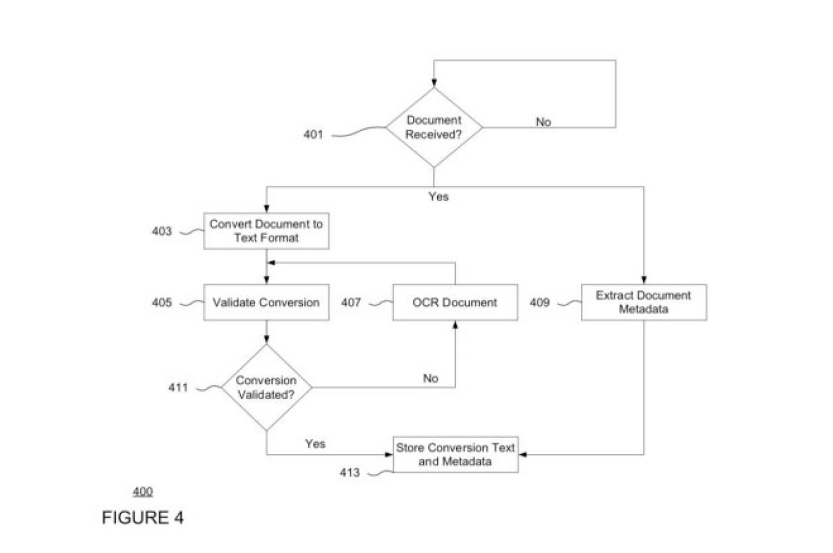 Document
Received?
401
No
Yes
403
Convert Document to
Text Format
405
Validate Conversion
407
OCR Document
409
Extract Document
Metadata
411
Conversion
Validated?
No
Yes
Store Conversion Text
and Metadata
413
400
FIGURE 4